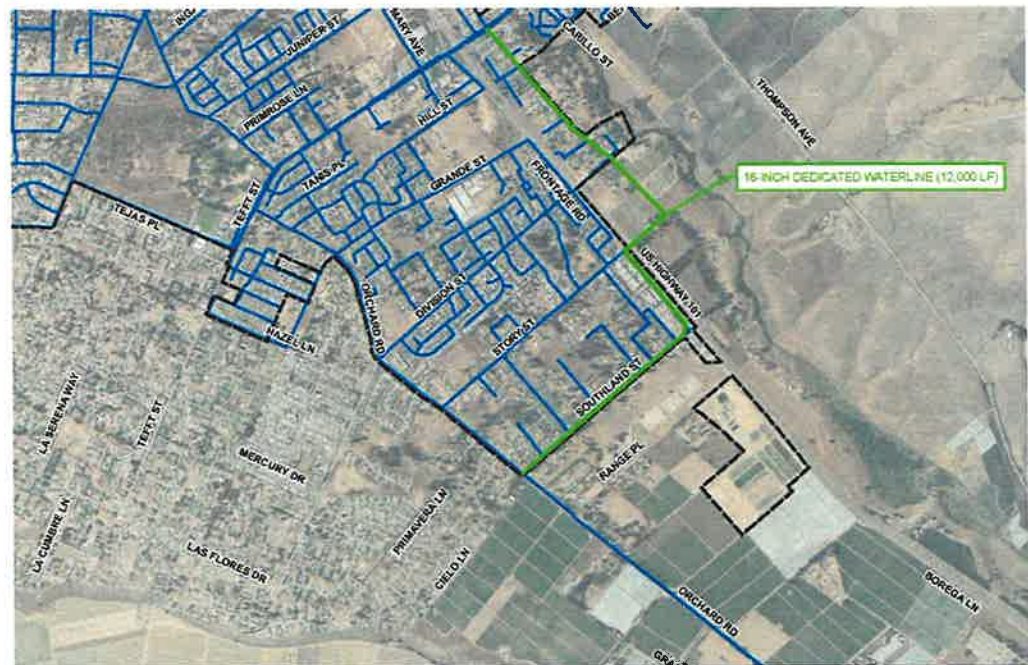 JUNIPER ST
MARY AVE
CARILLO ST
THOMPSON AVE
PRIMROSE LN
HILL ST
TANIS PL
GRANDE ST
FRONTAGE RD
16-INCH DEDICATED WATERLINE (12,000 LF)
TEFFT ST
TEJAS PL
US HIGHWAY 101
ORCHARD RD
DIVISION ST
STORY ST
HAZEL LN
SOUTHLAND ST
LA SERENA WAY
TEFFT ST
MERCURY DR
RANGE PL
PRIMAVERA LN
LA CUMBRE LN
LAS FLORES DR
CIELO LN
ORCHARD RD
BOREGA LN